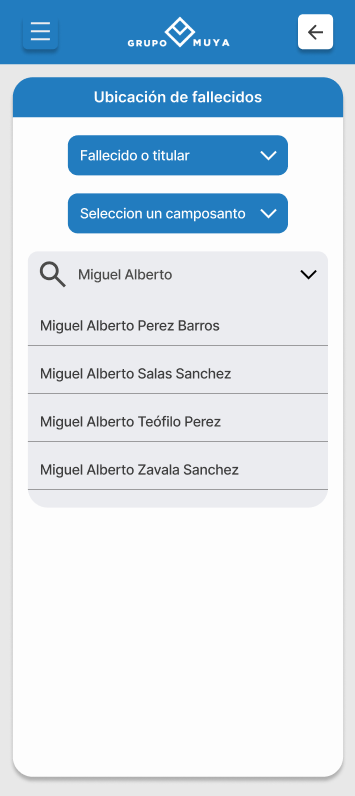 GRUPO MUYA
Ubicación de fallecidos
Fallecido o titular
Seleccion un camposanto
Miguel Alberto
Miguel Alberto Perez Barros
Miguel Alberto Salas Sanchez
Miguel Alberto Teófilo Perez
Miguel Alberto Zavala Sanchez